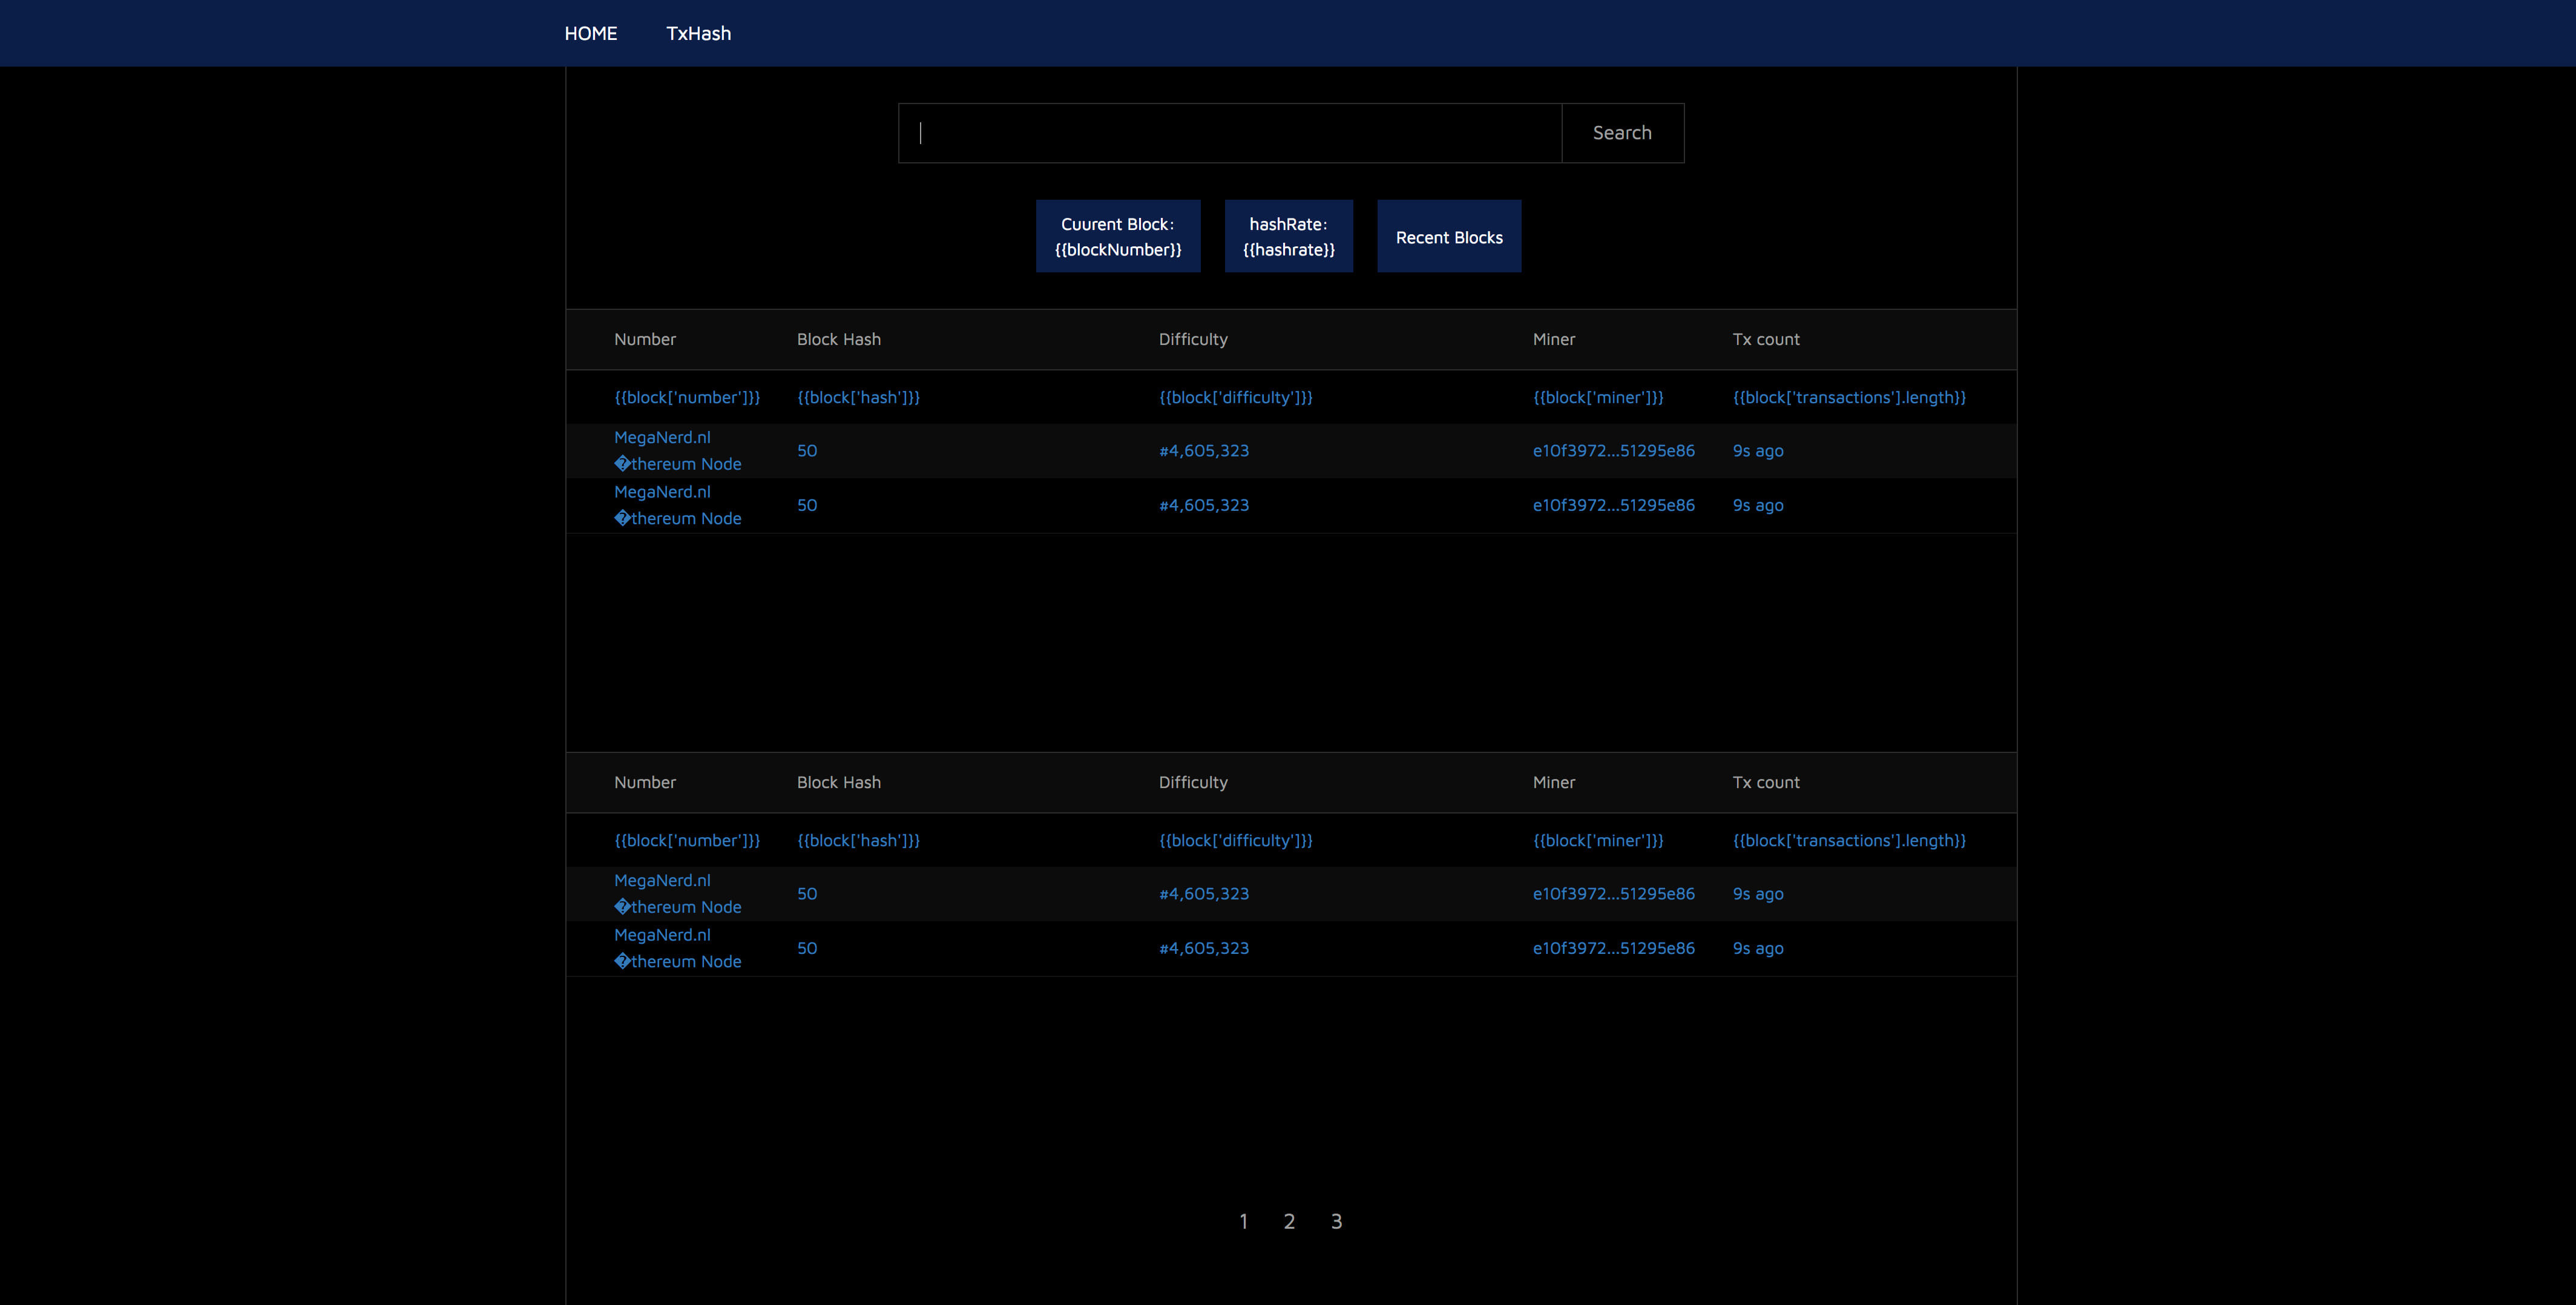 HOME TxHash
Search
Cuurent Block:
{{blockNumber}}
hashRate:
{{hashrate}}
Recent Blocks
Number Block Hash Difficulty Miner Tx count
{{block['number']}} {{block['hash']}} {{block['difficulty']}} {{block['miner']}} {{block['transactions'].length}}
MegaNerd.nl
�thereum Node 50 #4,605,323 e10f3972...51295e86 9s ago
MegaNerd.nl
�thereum Node 50 #4,605,323 e10f3972...51295e86 9s ago
Number Block Hash Difficulty Miner Tx count
{{block['number']}} {{block['hash']}} {{block['difficulty']}} {{block['miner']}} {{block['transactions'].length}}
MegaNerd.nl
�thereum Node 50 #4,605,323 e10f3972...51295e86 9s ago
MegaNerd.nl
�thereum Node 50 #4,605,323 e10f3972...51295e86 9s ago
1 2 3